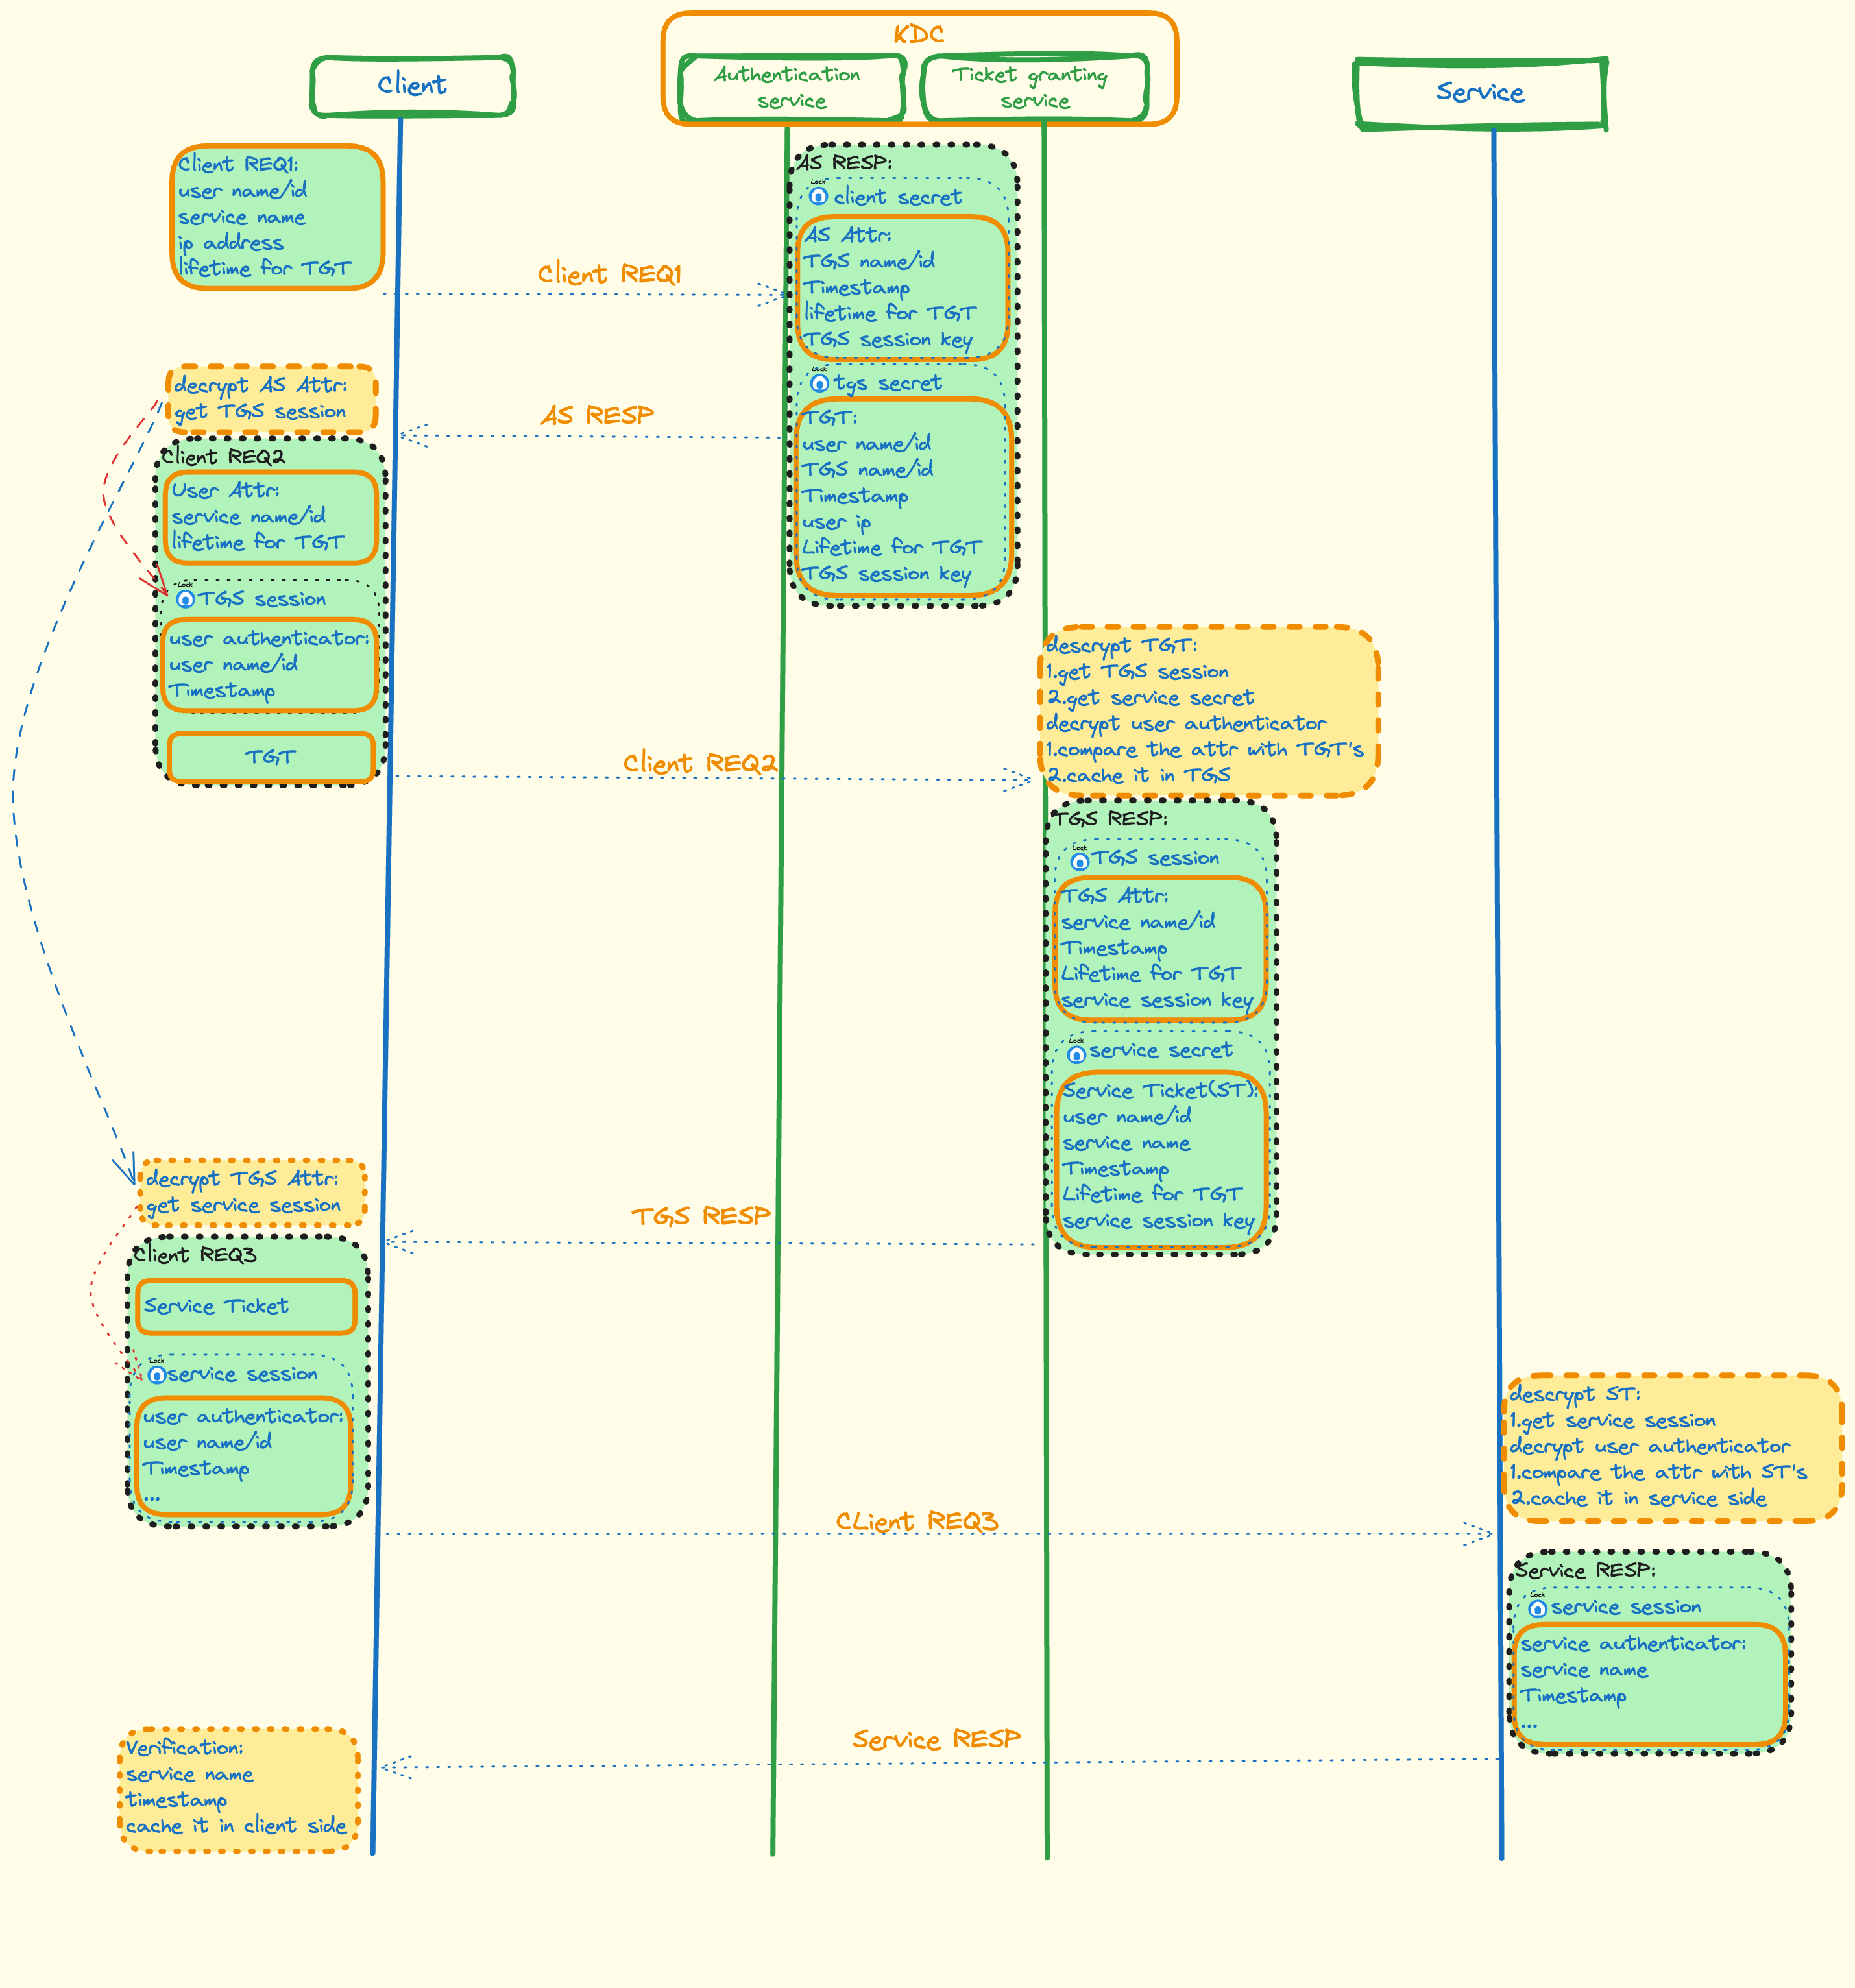 KDC
Client
Authentication
service
Ticket granting
service
Service
Client REQ1:
user name/id
service name
ip address
lifetime for TGT
Client REQ1
AS RESP:
Lock
client secret
AS Attr:
TGS name/id
Timestamp
lifetime for TGT
TGS session key
Lock
tgs secret
TGT:
user name/id
TGS name/id
Timestamp
user ip
Lifetime for TGT
TGS session key
AS RESP
decrypt AS Attr:
get TGS session
Client REQ2
User Attr:
service name/id
lifetime for TGT
Lock
TGS session
user authenticator:
user name/id
Timestamp
TGT
Client REQ2
descrypt TGT:
1.get TGS session
2.get service secret
decrypt user authenticator
1.compare the attr with TGT's
2.cache it in TGS
TGS RESP:
Lock
TGS session
TGS Attr:
service name/id
Timestamp
Lifetime for TGT
service session key
Lock
service secret
Service Ticket(ST):
user name/id
service name
Timestamp
Lifetime for TGT
service session key
TGS RESP
decrypt TGS Attr:
get service session
Client REQ3
Service Ticket
Lock
service session
user authenticator:
user name/id
Timestamp
...
CLient REQ3
descrypt ST:
1.get service session
decrypt user authenticator
1.compare the attr with ST's
2.cache it in service side
Service RESP:
Lock
service session
service authenticator:
service name
Timestamp
...
Service RESP
Verification:
service name
timestamp
cache it in client side